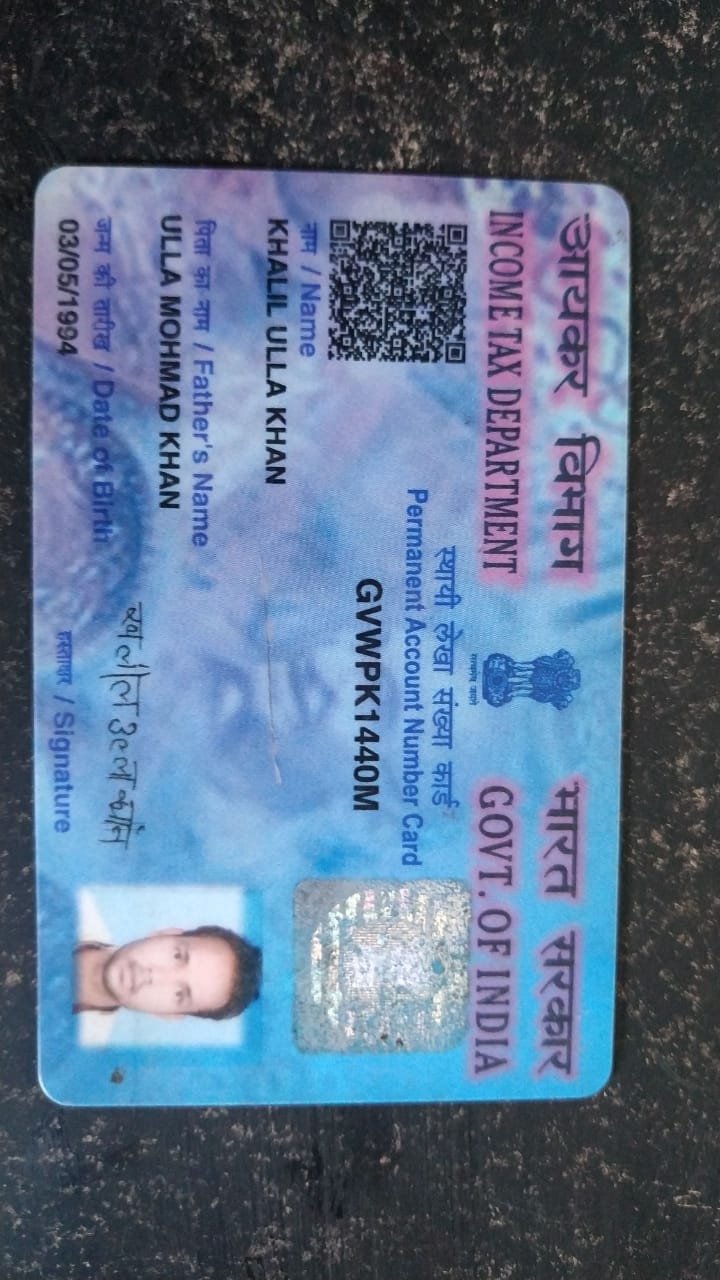 आयकर विभाग
INCOME TAX DEPARTMENT
भारत सरकार
GOVT. OF INDIA
सत्यमेव जयते
स्थायी लेखा संख्या कार्ड
Permanent Account Number Card
GVWPK1440M
नाम / Name
KHALIL ULLA KHAN
पिता का नाम / Father's Name
ULLA MOHMAD KHAN
जन्म की तारीख / Date of Birth
03/05/1994
खलील उल्ला खाँन
हस्ताक्षर / Signature